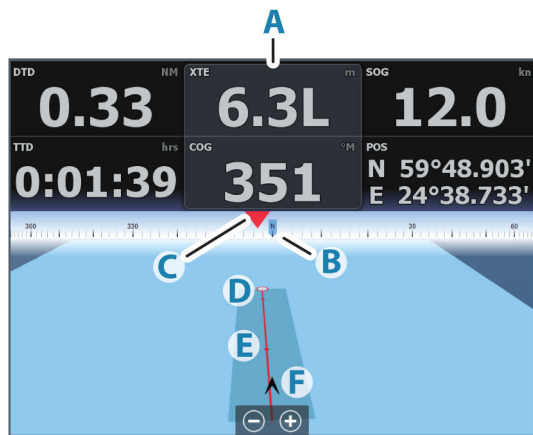 A
DTD NM XTE m SOG kn
0.33 6.3L 12.0
TTD hrs COG °M POS
0:01:39 351 N 59°48.903'
E 24°38.733'
300 330 N 30 60
C B
D
E
F